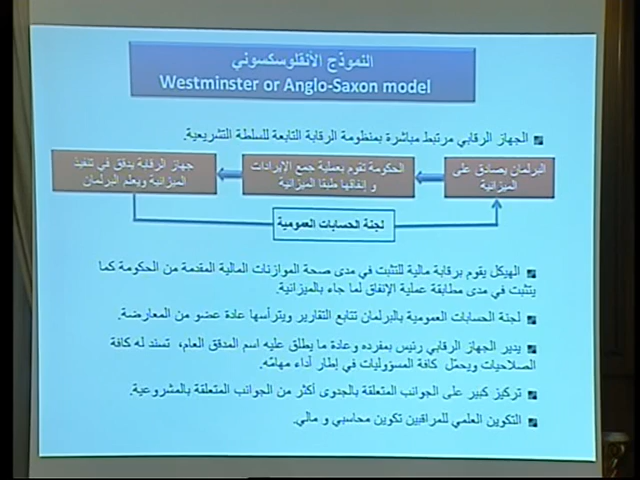 النموذج الأنقلوسكسوني
Westminster or Anglo-Saxon model
الجهاز الرقابي مرتبط مباشرة بمنظومة الرقابة التابعة للسلطة التشريعية.
البرلمان يصادق على
الميزانية
الحكومة تقوم بعملية جمع الإيرادات
و إنفاقها طبقا الميزانية
جهاز الرقابة يدقق في تنفيذ
الميزانية ويعلم البرلمان
لجنة الحسابات العمومية
الهيكل يقوم برقابة مالية للتثبت في مدى صحة الموازنات المالية المقدمة من الحكومة كما
يتثبت في مدى مطابقة عملية الإنفاق لما جاء بالميزانية.
لجنة الحسابات العمومية بالبرلمان تتابع التقارير ويترأسها عادة عضو من المعارضة.
يدير الجهاز الرقابي رئيس بمفرده وعادة ما يطلق عليه اسم المدقق العام، تسند له كافة
الصلاحيات ويحمّل كافة المسؤوليات في إطار أداء مهامّه.
تركيز كبير على الجوانب المتعلقة بالجدوى أكثر من الجوانب المتعلقة بالمشروعية.
التكوين العلمي للمراقبين تكوين محاسبي و مالي.